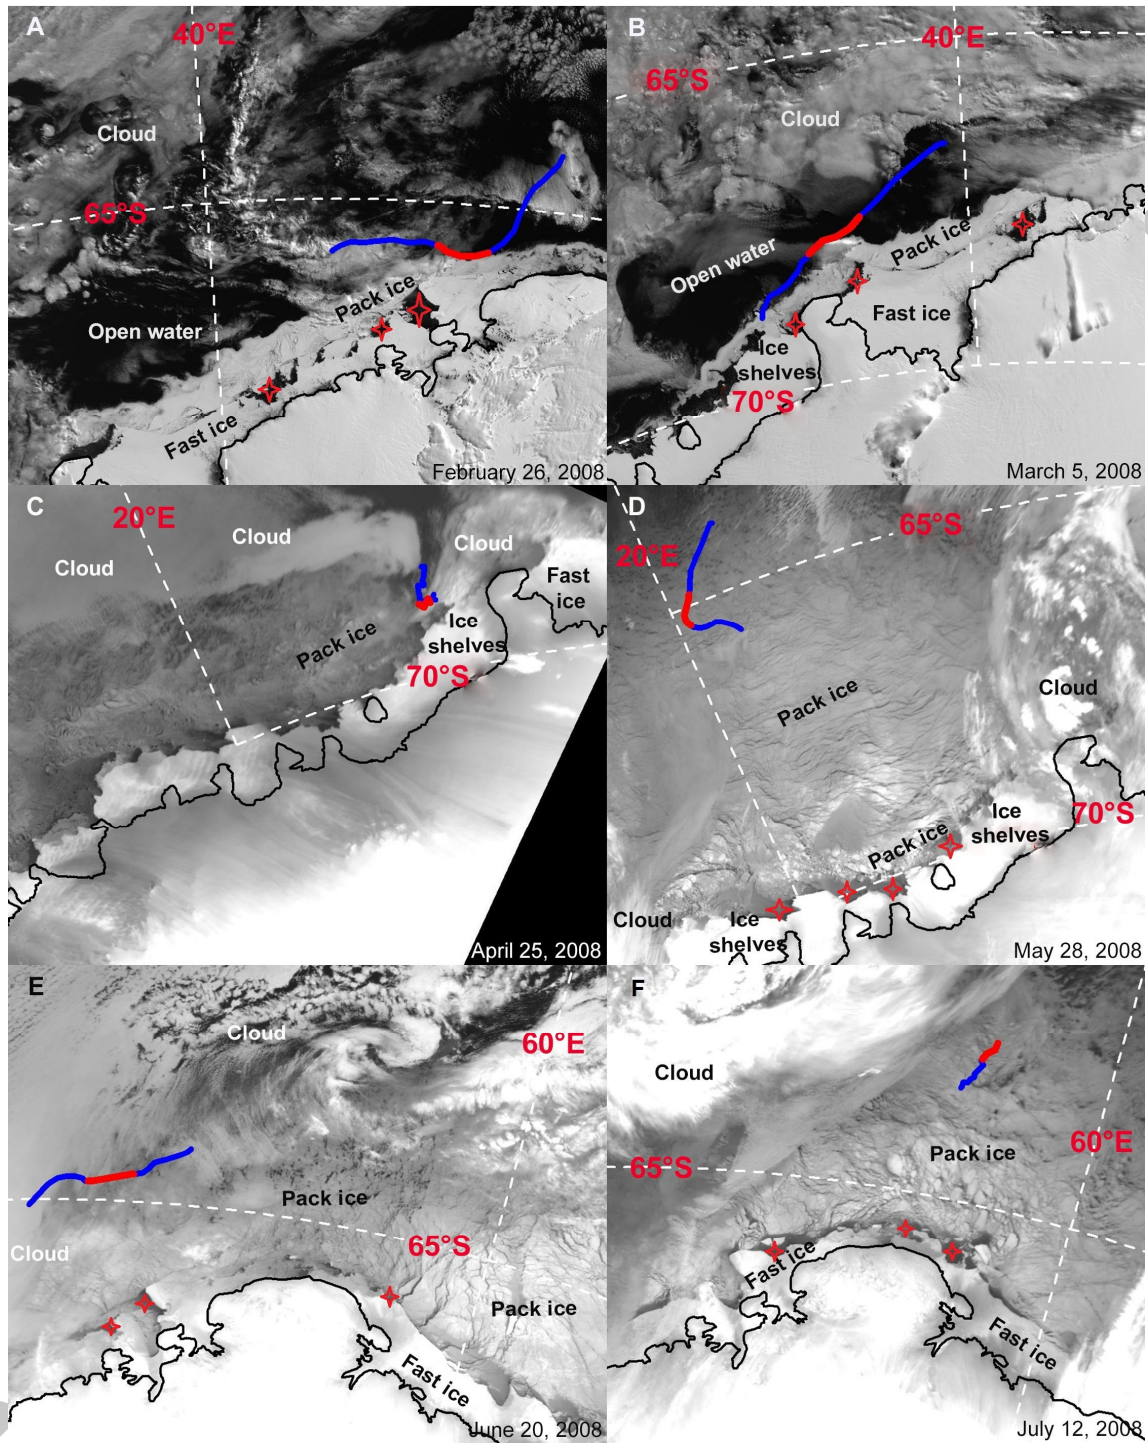 A
40°E
Cloud
65°S
Pack ice
Open water
Fast ice
February 26, 2008
B
40°E
65°S
Cloud
Pack ice
Open water
Fast ice
Ice
shelves
70°S
March 5, 2008
C
20°E
Cloud
Cloud
Cloud
Fast
ice
Ice
shelves
Pack ice
70°S
April 25, 2008
D
65°S
20°E
Pack ice
Cloud
70°S
Ice
shelves
Pack ice
Cloud
Ice
shelves
May 28, 2008
E
Cloud
60°E
Pack ice
65°S
Cloud
Pack ice
Fast ice
June 20, 2008
F
Cloud
60°E
Pack ice
65°S
Fast ice
Fast ice
July 12, 2008